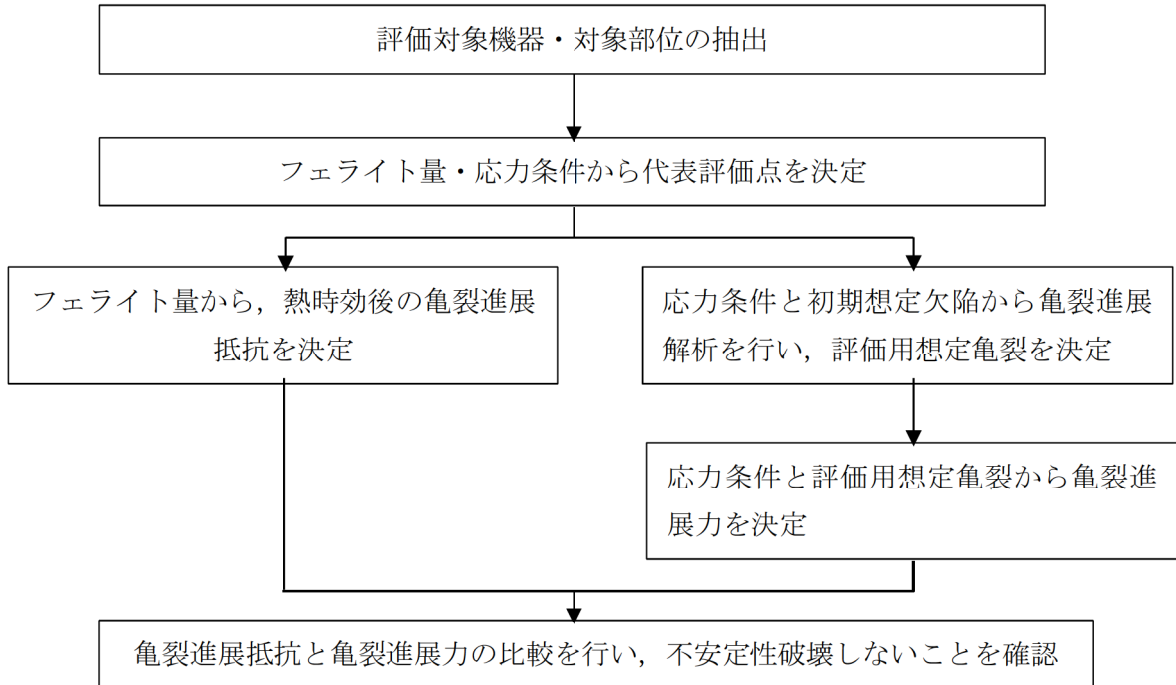 評価対象機器・対象部位の抽出
フェライト量・応力条件から代表評価点を決定
フェライト量から，熱時効後の亀裂進展
抵抗を決定
応力条件と初期想定欠陥から亀裂進展
解析を行い，評価用想定亀裂を決定
応力条件と評価用想定亀裂から亀裂進
展力を決定
亀裂進展抵抗と亀裂進展力の比較を行い，不安定性破壊しないことを確認